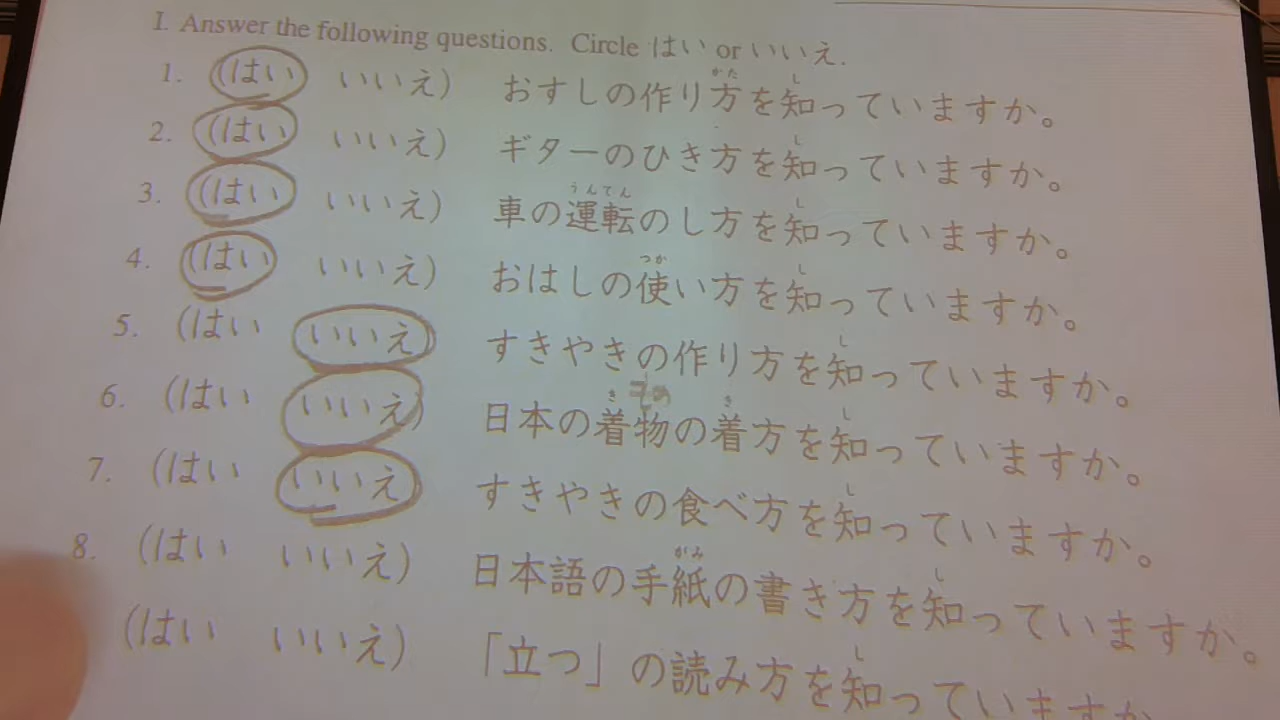 I. Answer the following questions. Circle はい or いいえ.
1. (はい いいえ) おすしの作り方を知っていますか。
2. (はい いいえ) ギターのひき方を知っていますか。
3. (はい いいえ) 車の運転のし方を知っていますか。
4. (はい いいえ) おはしの使い方を知っていますか。
5. (はい いいえ) すきやきの作り方を知っていますか。
6. (はい いいえ) 日本の着物の着方を知っていますか。
7. (はい いいえ) すきやきの食べ方を知っていますか。
8. (はい いいえ) 日本語の手紙の書き方を知っていますか。
(はい いいえ) 「立つ」の読み方を知っていますか